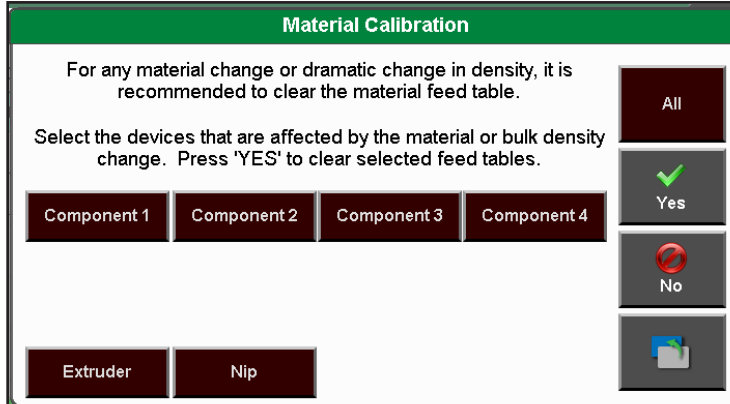 Material Calibration
For any material change or dramatic change in density, it is
recommended to clear the material feed table.
Select the devices that are affected by the material or bulk density
change. Press 'YES' to clear selected feed tables.
Component 1
Component 2
Component 3
Component 4
Extruder
Nip
All
Yes
No